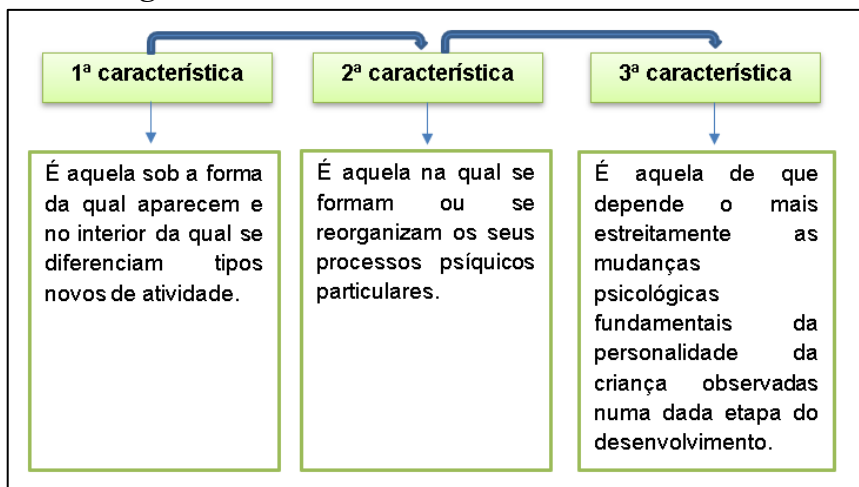 1ª característica
2ª característica
3ª característica
É aquela sob a forma
da qual aparecem e
no interior da qual se
diferenciam tipos
novos de atividade.
É aquela na qual se
formam ou se
reorganizam os seus
processos psíquicos
particulares.
É aquela de que
depende o mais
estreitamente as
mudanças
psicológicas
fundamentais da
personalidade da
criança observadas
numa dada etapa do
desenvolvimento.